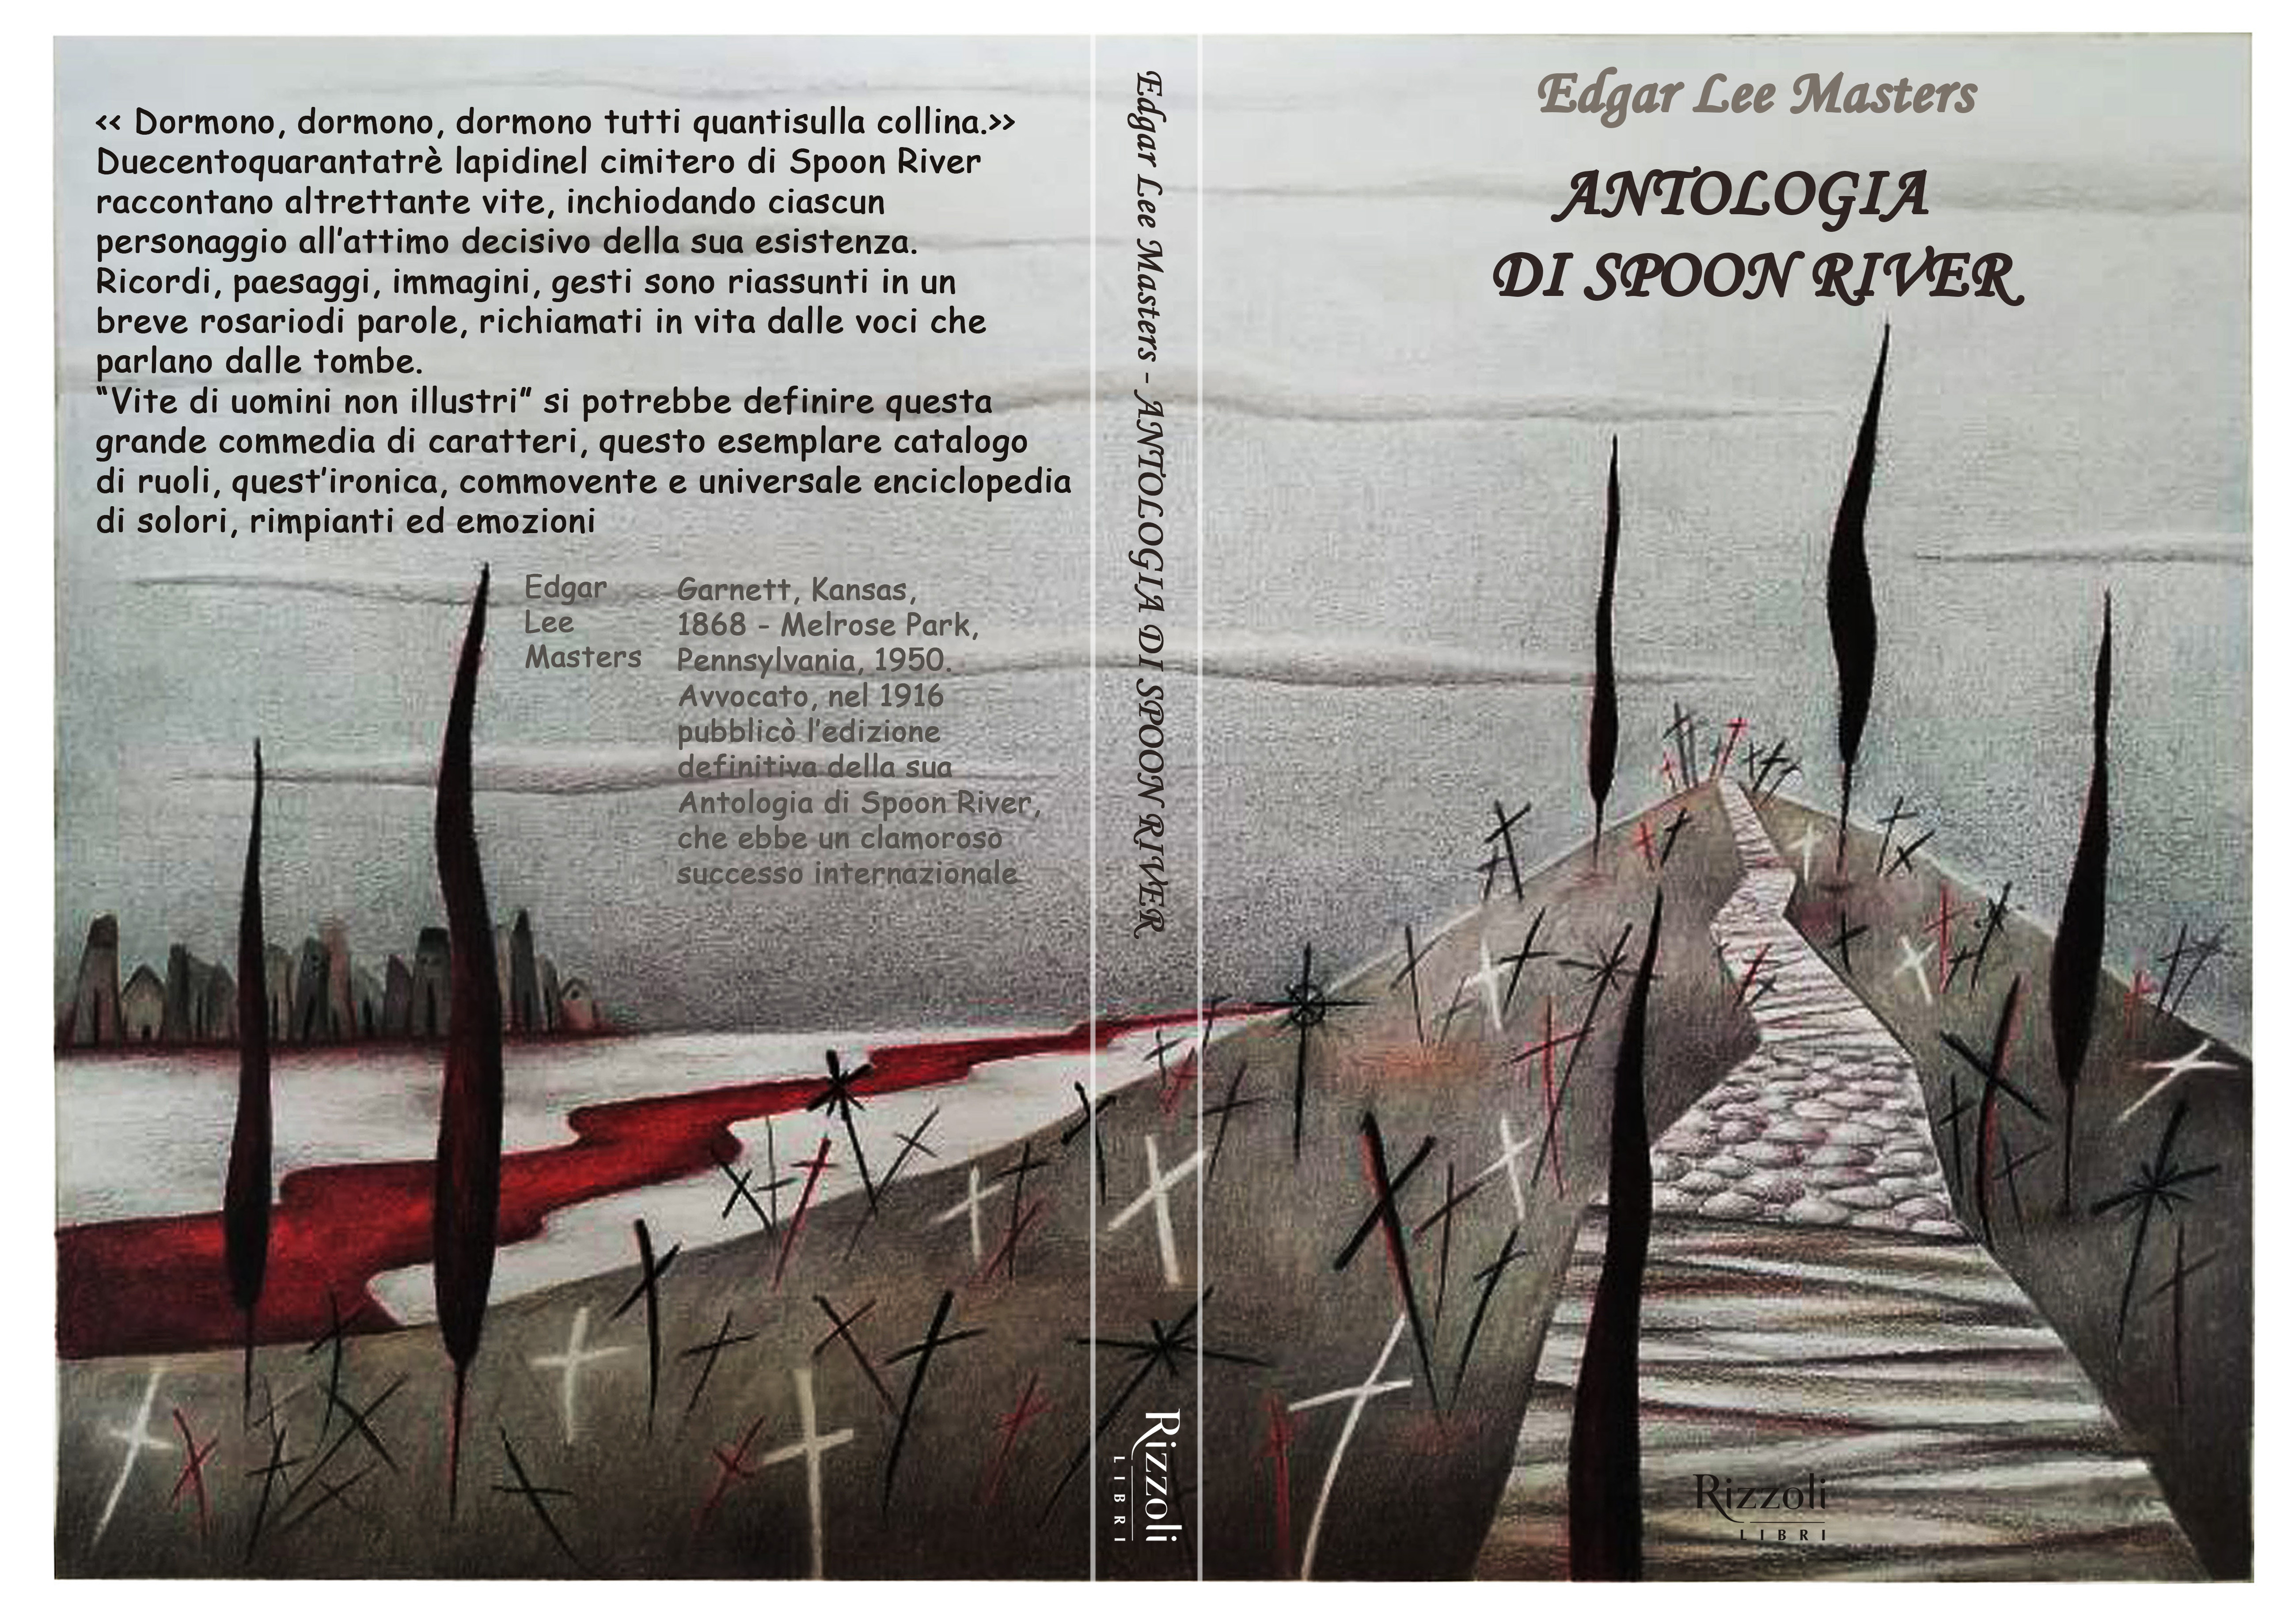 << Dormono, dormono, dormono tutti quantisulla collina.>>
Duecentoquarantatrè lapidinel cimitero di Spoon River
raccontano altrettante vite, inchiodando ciascun
personaggio all'attimo decisivo della sua esistenza.
Ricordi, paesaggi, immagini, gesti sono riassunti in un
breve rosariodi parole, richiamati in vita dalle voci che
parlano dalle tombe.
"Vite di uomini non illustri" si potrebbe definire questa
grande commedia di caratteri, questo esemplare catalogo
di ruoli, quest'ironica, commovente e universale enciclopedia
di solori, rimpianti ed emozioni
Edgar
Lee
Masters
Garnett, Kansas,
1868 - Melrose Park,
Pennsylvania, 1950.
Avvocato, nel 1916
pubblicò l'edizione
definitiva della sua
Antologia di Spoon River,
che ebbe un clamoroso
successo internazionale
Edgar Lee Masters - ANTOLOGIA DI SPOON RIVER
Rizzoli
LIBRI
Edgar Lee Masters
ANTOLOGIA
DI SPOON RIVER
Rizzoli
LIBRI